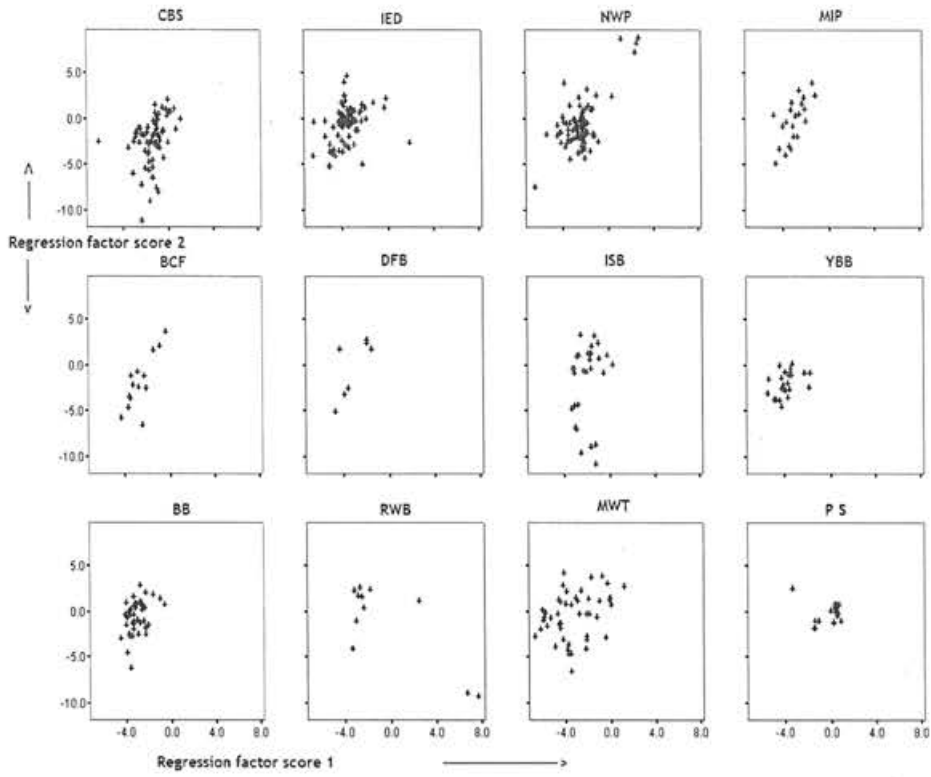 CBS IED NWP MIP
5.0
0.0
-5.0
-10.0
Regression factor score 2
BCF DFB ISB YBB
5.0
0.0
-5.0
-10.0
BB RWB MWT P S
5.0
0.0
-5.0
-10.0
-4.0 0.0 4.0 8.0 -4.0 0.0 4.0 8.0 -4.0 0.0 4.0 8.0 -4.0 0.0 4.0 8.0
Regression factor score 1